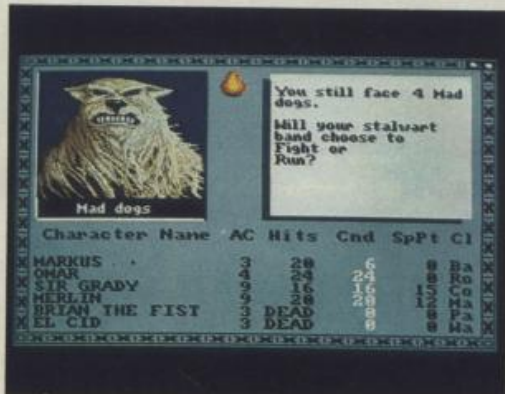 You still face 4 Mad
dogs.
Will your stalwart
band choose to
Fight or
Run?
Mad dogs
Character Name AC Hits Cnd SpPt Cl
MARKUS 3 20 6 0 Ba
OMAR 4 24 24 0 Ro
SIR GRADY 9 16 16 15 Co
MERLIN 9 20 20 12 Ma
BRIAN THE FIST 3 DEAD 0 0 Pa
EL CID 3 DEAD 0 0 Wa